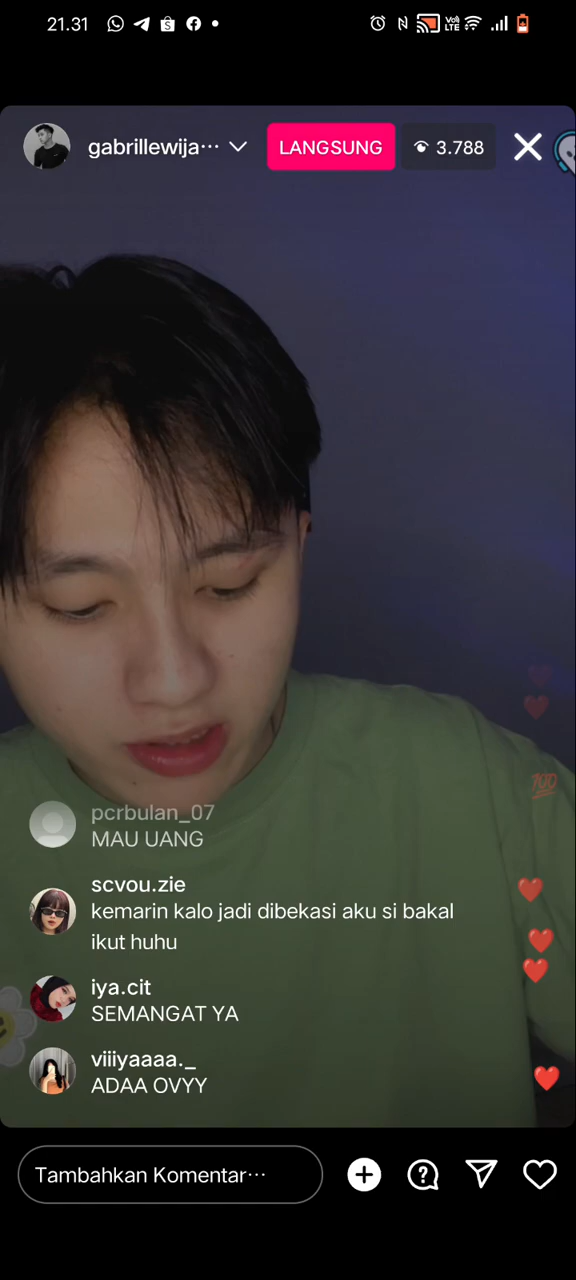 21.31
VoLTE
gabrillewija...
LANGSUNG
3.788
pcrbulan_07
MAU UANG
scvou.zie
kemarin kalo jadi dibekasi aku si bakal
ikut huhu
iya.cit
SEMANGAT YA
viiiyaaaa._
ADAA OVYY
Tambahkan Komentar...